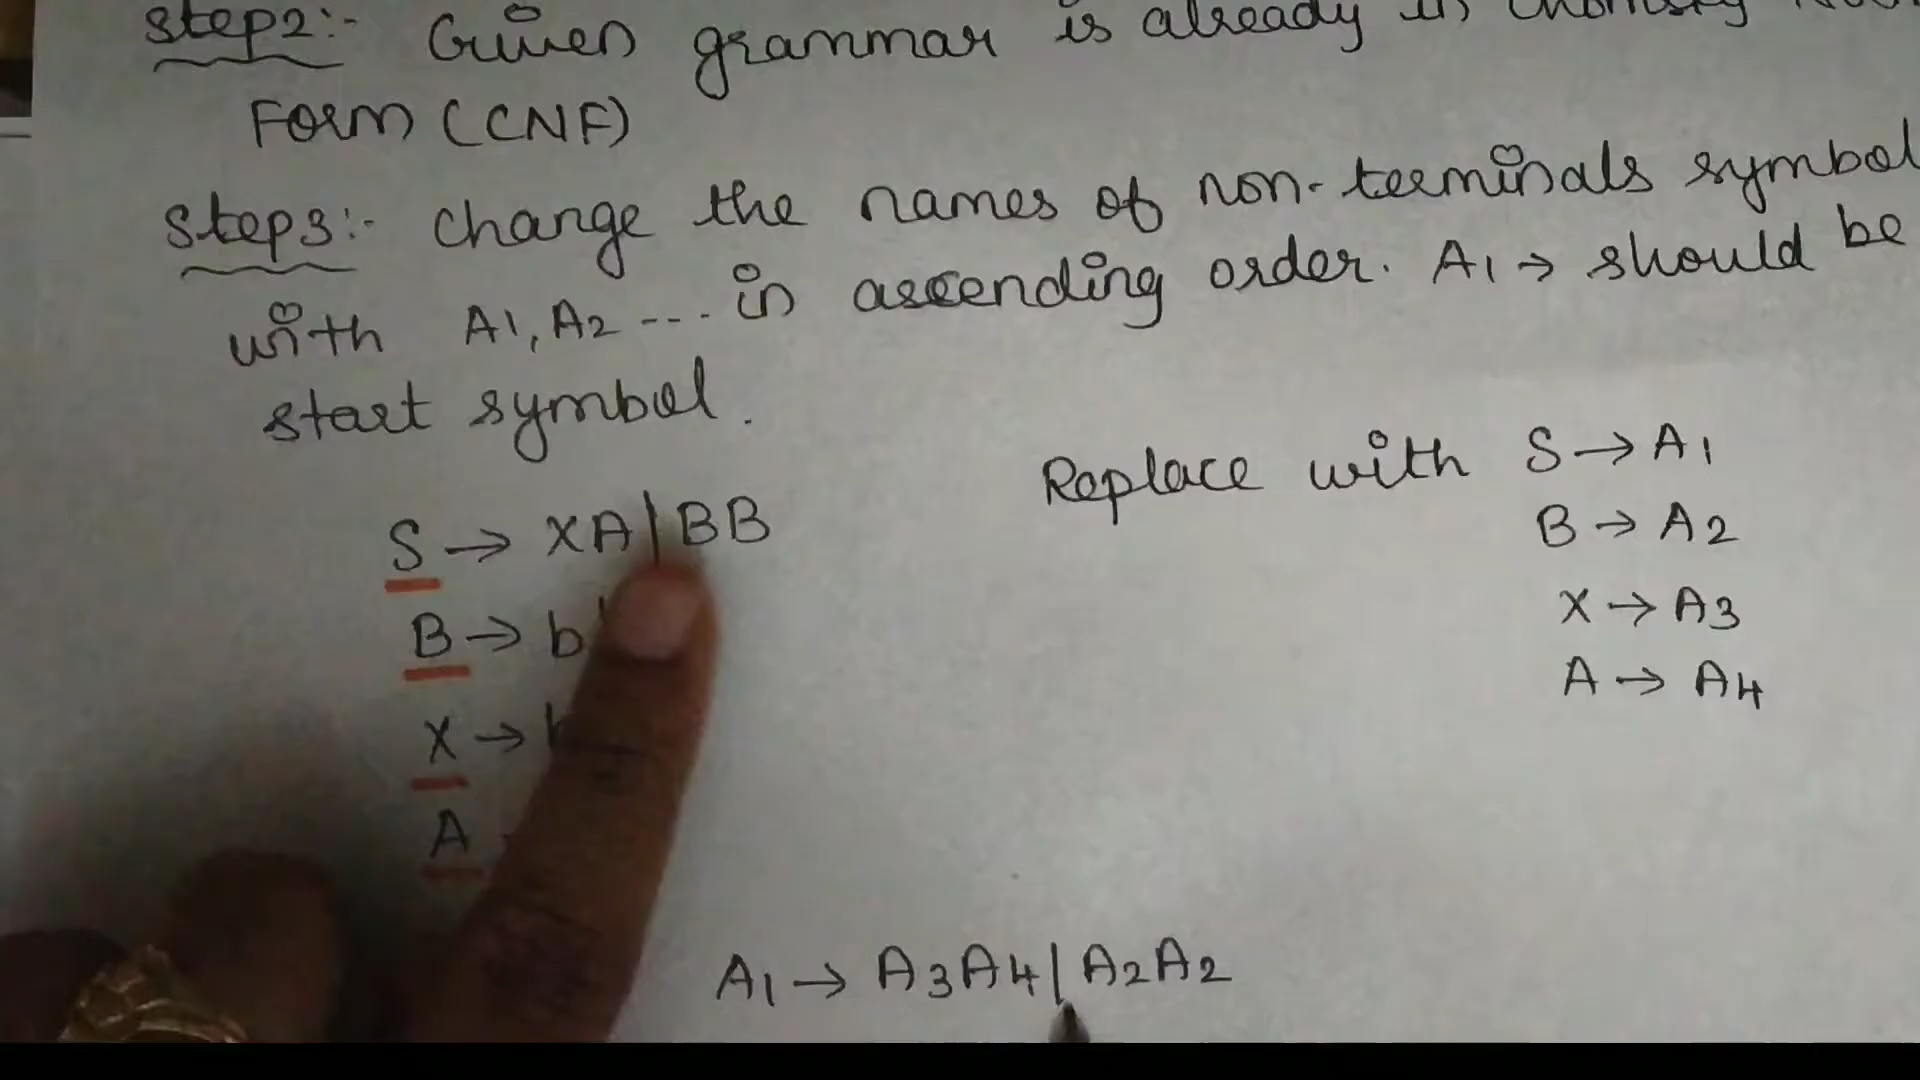 step2:- Given grammar is already in
Form (CNF)
step3:- change the names of non-terminals symbol
with A1, A2 ---- in ascending order. A1 → should be
start symbol.
Replace with S → A1
S → XA | BB
B → A2
B → b
X → A3
X →
A → A4
A
A1 → A3A4 | A2A2